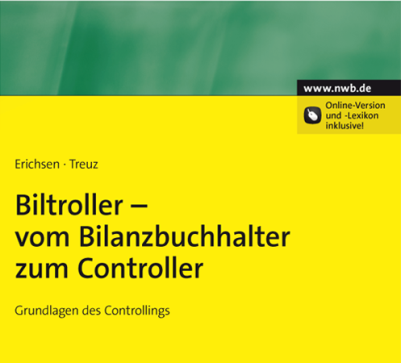 www.nwb.de
Online-Version
und -Lexikon
inklusive!
Erichsen · Treuz
Biltroller –
vom Bilanzbuchhalter
zum Controller
Grundlagen des Controllings